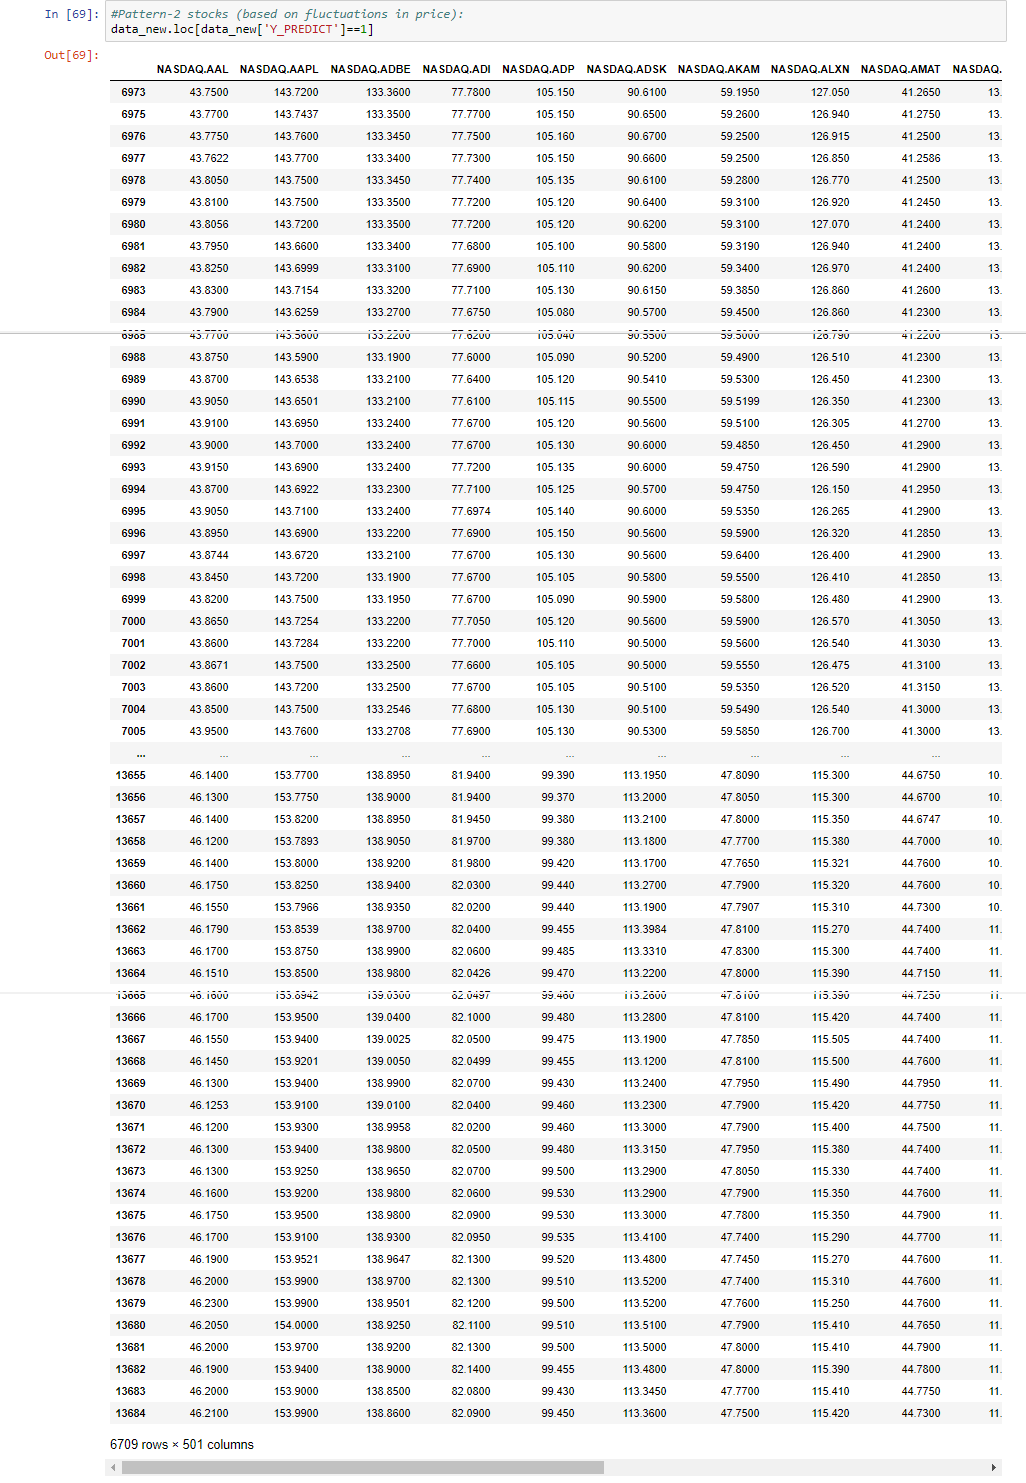 In [69]: #Pattern-2 stocks (based on fluctuations in price):
data_new.loc[data_new['Y_PREDICT']==1]
Out[69]:
NASDAQ.AAL NASDAQ.AAPL NASDAQ.ADBE NASDAQ.ADI NASDAQ.ADP NASDAQ.ADSK NASDAQ.AKAM NASDAQ.ALXN NASDAQ.AMAT NASDAQ.
6973 43.7500 143.7200 133.3600 77.7800 105.150 90.6100 59.1950 127.050 41.2650 13.
6975 43.7700 143.7437 133.3500 77.7700 105.150 90.6500 59.2600 126.940 41.2750 13.
6976 43.7750 143.7600 133.3450 77.7500 105.160 90.6700 59.2500 126.915 41.2500 13.
6977 43.7622 143.7700 133.3400 77.7300 105.150 90.6600 59.2500 126.850 41.2586 13.
6978 43.8050 143.7500 133.3450 77.7400 105.135 90.6100 59.2800 126.770 41.2500 13.
6979 43.8100 143.7500 133.3500 77.7200 105.120 90.6400 59.3100 126.920 41.2450 13.
6980 43.8056 143.7200 133.3500 77.7200 105.120 90.6200 59.3100 127.070 41.2400 13.
6981 43.7950 143.6600 133.3400 77.6800 105.100 90.5800 59.3190 126.940 41.2400 13.
6982 43.8250 143.6999 133.3100 77.6900 105.110 90.6200 59.3400 126.970 41.2400 13.
6983 43.8300 143.7154 133.3200 77.7100 105.130 90.6150 59.3850 126.860 41.2600 13.
6984 43.7900 143.6259 133.2700 77.6750 105.080 90.5700 59.4500 126.860 41.2300 13.
6985 43.7700 143.5600 133.2200 77.6200 105.040 90.5500 59.5000 126.790 41.2200 13.
6988 43.8750 143.5900 133.1900 77.6000 105.090 90.5200 59.4900 126.510 41.2300 13.
6989 43.8700 143.6538 133.2100 77.6400 105.120 90.5410 59.5300 126.450 41.2300 13.
6990 43.9050 143.6501 133.2100 77.6100 105.115 90.5500 59.5199 126.350 41.2300 13.
6991 43.9100 143.6950 133.2400 77.6700 105.120 90.5600 59.5100 126.305 41.2700 13.
6992 43.9000 143.7000 133.2400 77.6700 105.130 90.6000 59.4850 126.450 41.2900 13.
6993 43.9150 143.6900 133.2400 77.7200 105.135 90.6000 59.4750 126.590 41.2900 13.
6994 43.8700 143.6922 133.2300 77.7100 105.125 90.5700 59.4750 126.150 41.2950 13.
6995 43.9050 143.7100 133.2400 77.6974 105.140 90.6000 59.5350 126.265 41.2900 13.
6996 43.8950 143.6900 133.2200 77.6900 105.150 90.5600 59.5900 126.320 41.2850 13.
6997 43.8744 143.6720 133.2100 77.6700 105.130 90.5600 59.6400 126.400 41.2900 13.
6998 43.8450 143.7200 133.1900 77.6700 105.105 90.5800 59.5500 126.410 41.2850 13.
6999 43.8200 143.7500 133.1950 77.6700 105.090 90.5900 59.5800 126.480 41.2900 13.
7000 43.8650 143.7254 133.2200 77.7050 105.120 90.5600 59.5900 126.570 41.3050 13.
7001 43.8600 143.7284 133.2200 77.7000 105.110 90.5000 59.5600 126.540 41.3030 13.
7002 43.8671 143.7500 133.2500 77.6600 105.105 90.5000 59.5550 126.475 41.3100 13.
7003 43.8600 143.7200 133.2500 77.6700 105.105 90.5100 59.5350 126.520 41.3150 13.
7004 43.8500 143.7500 133.2546 77.6800 105.130 90.5100 59.5490 126.540 41.3000 13.
7005 43.9500 143.7600 133.2708 77.6900 105.130 90.5300 59.5850 126.700 41.3000 13.
... ... ... ... ... ... ... ... ... ...
13655 46.1400 153.7700 138.8950 81.9400 99.390 113.1950 47.8090 115.300 44.6750 10.
13656 46.1300 153.7750 138.9000 81.9400 99.370 113.2000 47.8050 115.300 44.6700 10.
13657 46.1400 153.8200 138.8950 81.9450 99.380 113.2100 47.8000 115.350 44.6747 10.
13658 46.1200 153.7893 138.9050 81.9700 99.380 113.1800 47.7700 115.380 44.7000 10.
13659 46.1400 153.8000 138.9200 81.9800 99.420 113.1700 47.7650 115.321 44.7600 10.
13660 46.1750 153.8250 138.9400 82.0300 99.440 113.2700 47.7900 115.320 44.7600 10.
13661 46.1550 153.7966 138.9350 82.0200 99.440 113.1900 47.7907 115.310 44.7300 10.
13662 46.1790 153.8539 138.9700 82.0400 99.455 113.3984 47.8100 115.270 44.7400 11.
13663 46.1700 153.8750 138.9900 82.0600 99.485 113.3310 47.8300 115.300 44.7400 11.
13664 46.1510 153.8500 138.9800 82.0426 99.470 113.2200 47.8000 115.390 44.7150 11.
13665 46.1600 153.8942 139.0300 82.0497 99.460 113.2600 47.8100 115.390 44.7250 11.
13666 46.1700 153.9500 139.0400 82.1000 99.480 113.2800 47.8100 115.420 44.7400 11.
13667 46.1550 153.9400 139.0025 82.0500 99.475 113.1900 47.7850 115.505 44.7400 11.
13668 46.1450 153.9201 139.0050 82.0499 99.455 113.1200 47.8100 115.500 44.7600 11.
13669 46.1300 153.9400 138.9900 82.0700 99.430 113.2400 47.7950 115.490 44.7950 11.
13670 46.1253 153.9100 139.0100 82.0400 99.460 113.2300 47.7900 115.420 44.7750 11.
13671 46.1200 153.9300 138.9958 82.0200 99.460 113.3000 47.7900 115.400 44.7500 11.
13672 46.1300 153.9400 138.9800 82.0500 99.480 113.3150 47.7950 115.380 44.7400 11.
13673 46.1300 153.9250 138.9650 82.0700 99.500 113.2900 47.8050 115.330 44.7400 11.
13674 46.1600 153.9200 138.9800 82.0600 99.530 113.2900 47.7900 115.350 44.7600 11.
13675 46.1750 153.9500 138.9800 82.0900 99.530 113.3000 47.7800 115.350 44.7900 11.
13676 46.1700 153.9100 138.9300 82.0950 99.535 113.4100 47.7400 115.290 44.7700 11.
13677 46.1900 153.9521 138.9647 82.1300 99.520 113.4800 47.7450 115.270 44.7600 11.
13678 46.2000 153.9900 138.9700 82.1300 99.510 113.5200 47.7400 115.310 44.7600 11.
13679 46.2300 153.9900 138.9501 82.1200 99.500 113.5200 47.7600 115.250 44.7600 11.
13680 46.2050 154.0000 138.9250 82.1100 99.510 113.5100 47.7900 115.410 44.7650 11.
13681 46.2000 153.9700 138.9200 82.1300 99.500 113.5000 47.8000 115.410 44.7900 11.
13682 46.1900 153.9400 138.9000 82.1400 99.455 113.4800 47.8000 115.390 44.7800 11.
13683 46.2000 153.9000 138.8500 82.0800 99.430 113.3450 47.7700 115.410 44.7750 11.
13684 46.2100 153.9900 138.8600 82.0900 99.450 113.3600 47.7500 115.420 44.7300 11.
6709 rows × 501 columns